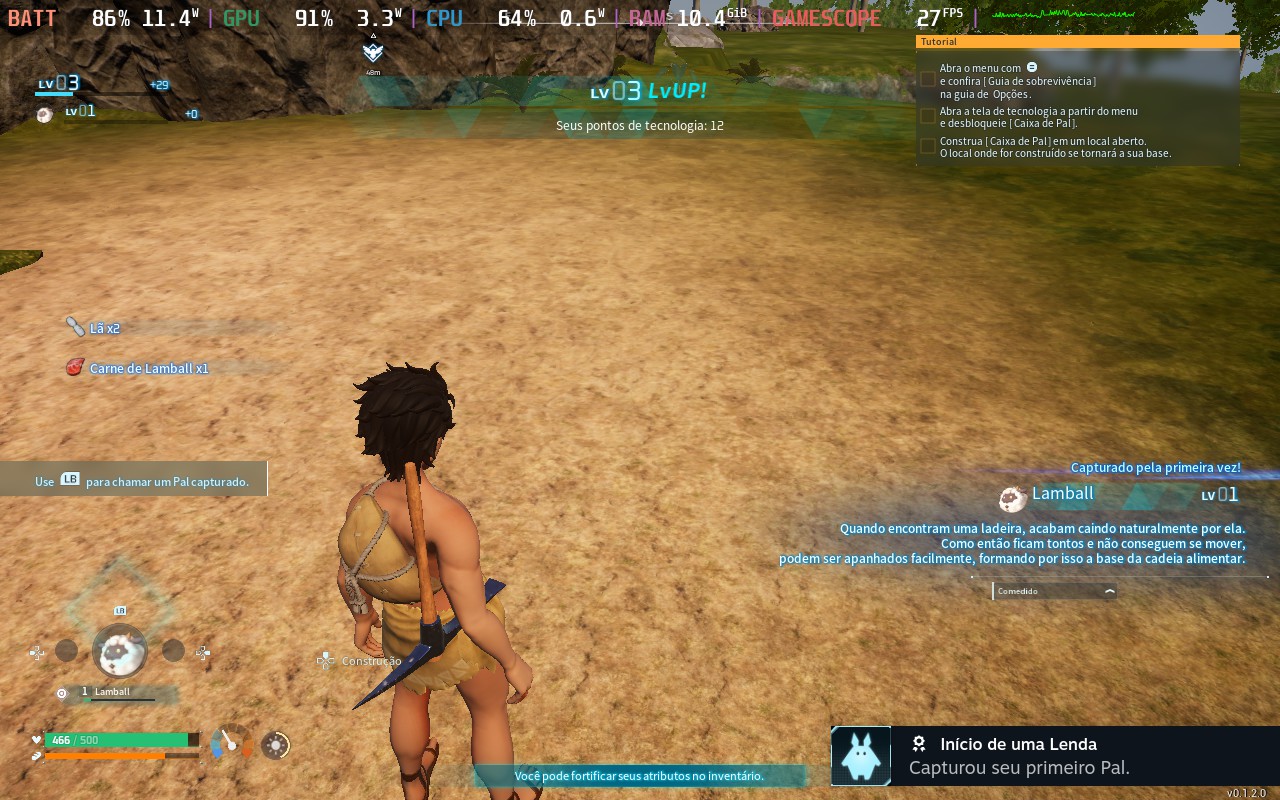 BATT 86% 11.4W GPU 91% 3.3W CPU 64% 0.6W RAM 10.4GiB GAMESCOPE 27FPS
48m
LV 03 +29
LV 01 +0
LV 03 LvUP!
Seus pontos de tecnologia: 12
Tutorial
Abra o menu com
e confira [Guia de sobrevivência]
na guia de Opções.
Abra a tela de tecnologia a partir do menu
e desbloqueie [Caixa de Pal].
Construa [Caixa de Pal] em um local aberto.
O local onde for construído se tornará a sua base.
Lã x2
Carne de Lamball x1
Use LB para chamar um Pal capturado.
Capturado pela primeira vez!
Lamball LV 01
Quando encontram uma ladeira, acabam caindo naturalmente por ela.
Como então ficam tontos e não conseguem se mover,
podem ser apanhados facilmente, formando por isso a base da cadeia alimentar.
Comedido
LB
Construção
1 Lamball
466 / 500
Início de uma Lenda
Capturou seu primeiro Pal.
Você pode fortificar seus atributos no inventário.
v0.1.2.0